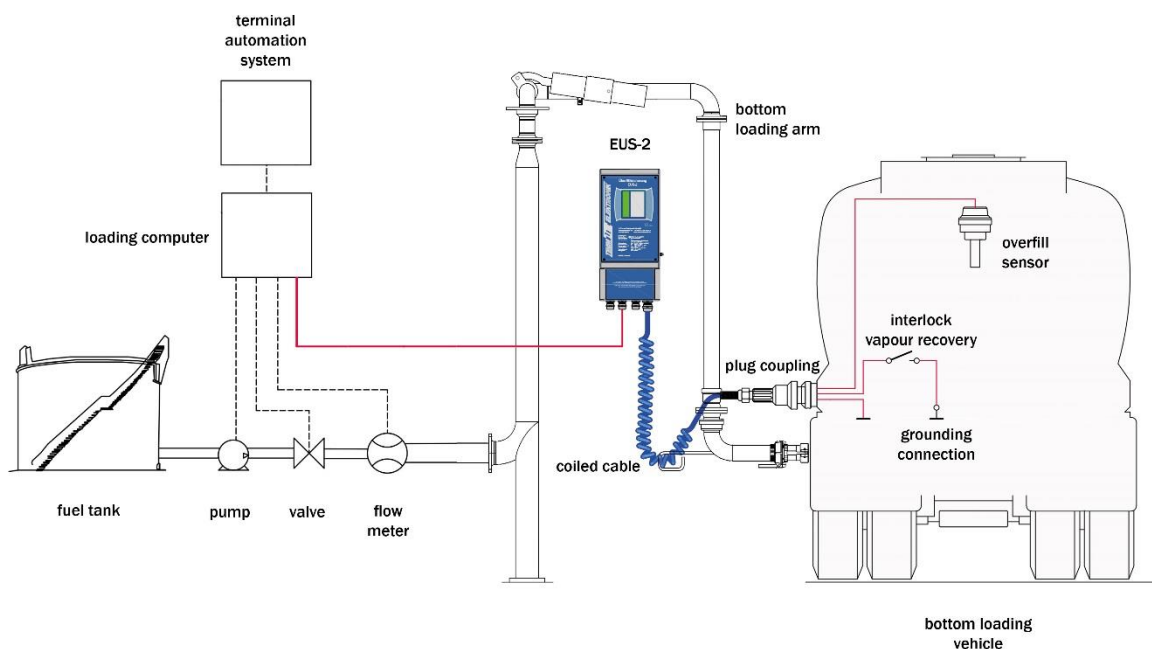 terminal
automation
system
bottom
loading arm
EUS-2
loading computer
overfill
sensor
interlock
vapour recovery
plug coupling
grounding
connection
coiled cable
fuel tank
pump
valve
flow
meter
bottom loading
vehicle